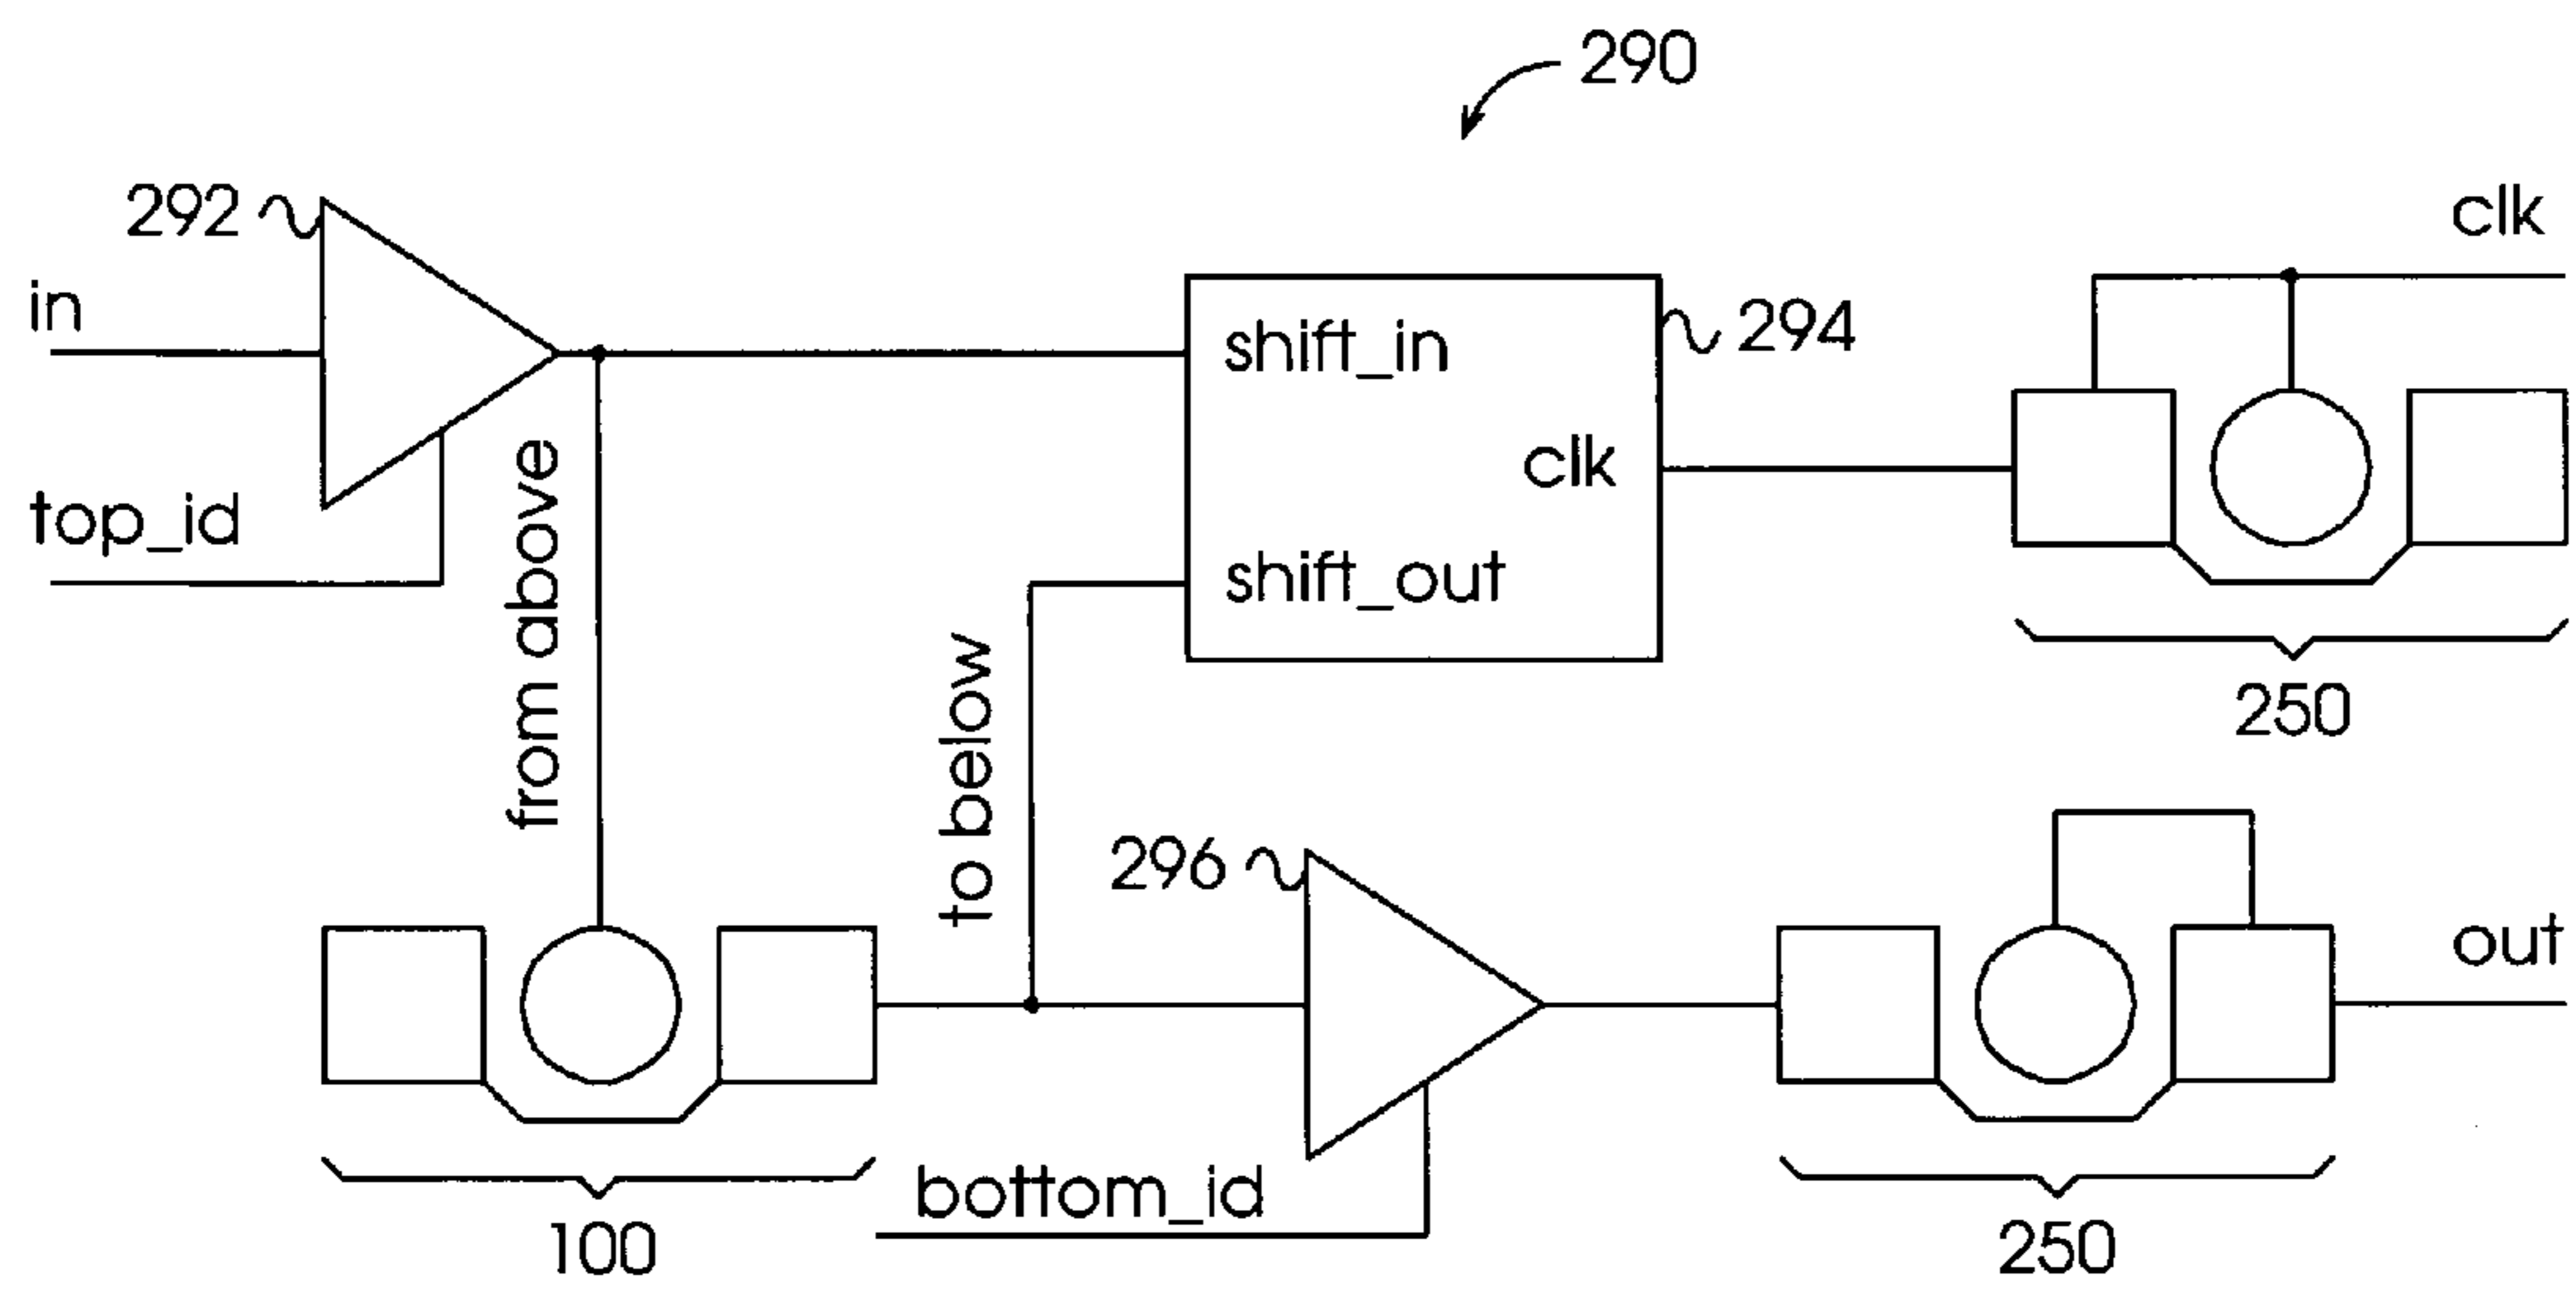 290
292
clk
in
shift_in
294
clk
top_id
from above
shift_out
to below
250
296
out
bottom_id
100
250